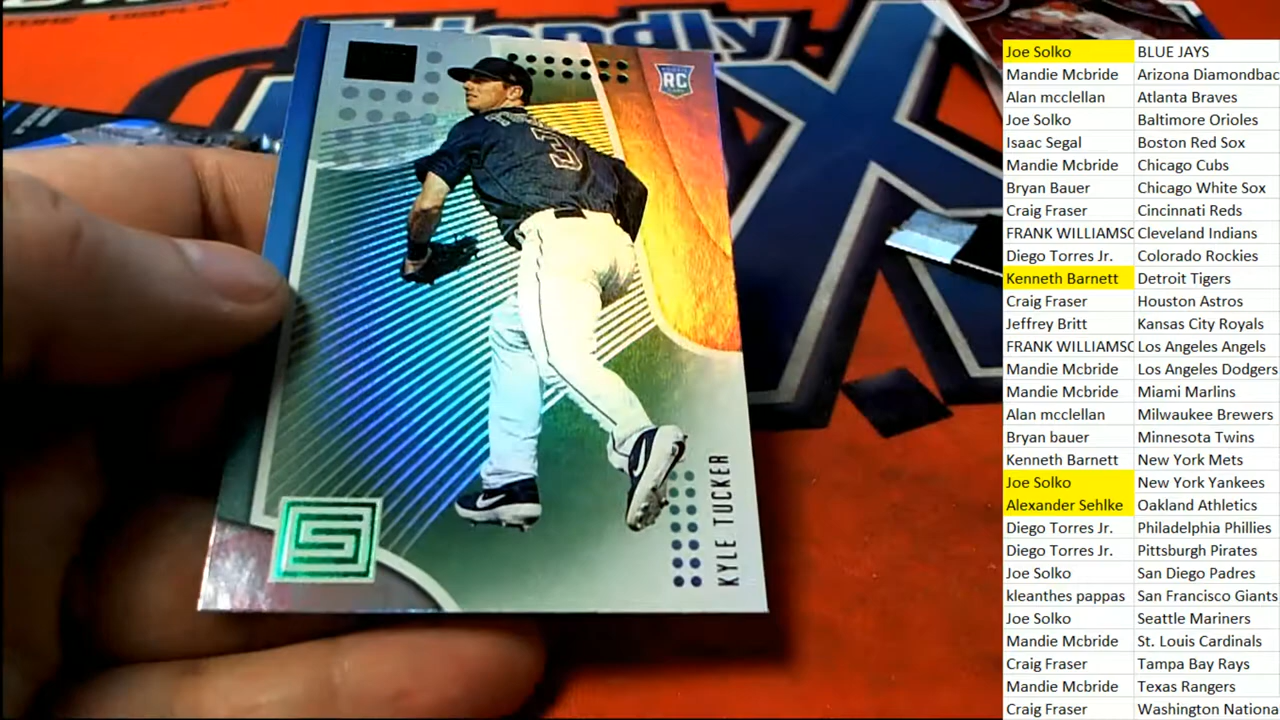 Friendly
RC
TUCKER
3
KYLE TUCKER
Joe Solko BLUE JAYS
Mandie Mcbride Arizona Diamondbac
Alan mcclellan Atlanta Braves
Joe Solko Baltimore Orioles
Isaac Segal Boston Red Sox
Mandie Mcbride Chicago Cubs
Bryan Bauer Chicago White Sox
Craig Fraser Cincinnati Reds
FRANK WILLIAMSO Cleveland Indians
Diego Torres Jr. Colorado Rockies
Kenneth Barnett Detroit Tigers
Craig Fraser Houston Astros
Jeffrey Britt Kansas City Royals
FRANK WILLIAMSO Los Angeles Angels
Mandie Mcbride Los Angeles Dodgers
Mandie Mcbride Miami Marlins
Alan mcclellan Milwaukee Brewers
Bryan bauer Minnesota Twins
Kenneth Barnett New York Mets
Joe Solko New York Yankees
Alexander Sehlke Oakland Athletics
Diego Torres Jr. Philadelphia Phillies
Diego Torres Jr. Pittsburgh Pirates
Joe Solko San Diego Padres
kleanthes pappas San Francisco Giants
Joe Solko Seattle Mariners
Mandie Mcbride St. Louis Cardinals
Craig Fraser Tampa Bay Rays
Mandie Mcbride Texas Rangers
Craig Fraser Washington Nationa